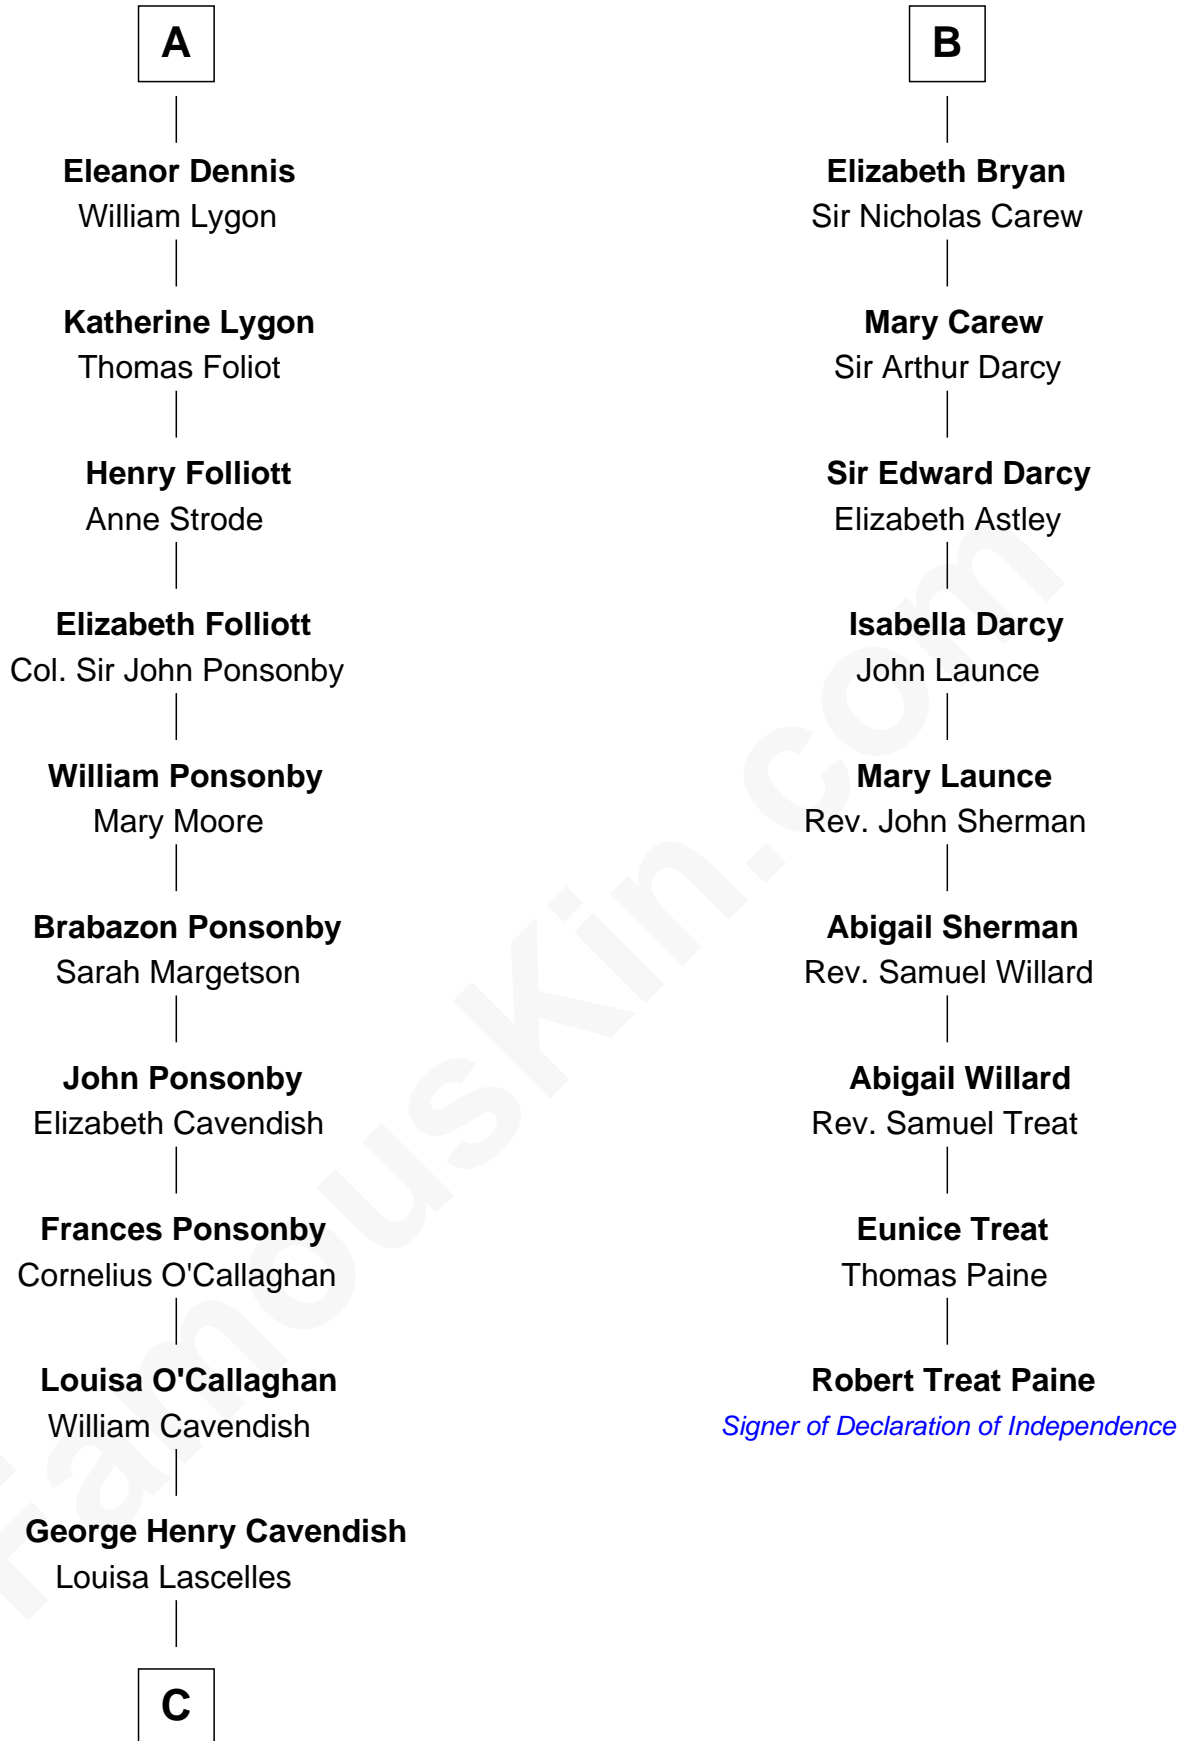 A
Eleanor Dennis
William Lygon
Katherine Lygon
Thomas Foliot
Henry Folliott
Anne Strode
Elizabeth Folliott
Col. Sir John Ponsonby
William Ponsonby
Mary Moore
Brabazon Ponsonby
Sarah Margetson
John Ponsonby
Elizabeth Cavendish
Frances Ponsonby
Cornelius O'Callaghan
Louisa O'Callaghan
William Cavendish
George Henry Cavendish
Louisa Lascelles
C
B
Elizabeth Bryan
Sir Nicholas Carew
Mary Carew
Sir Arthur Darcy
Sir Edward Darcy
Elizabeth Astley
Isabella Darcy
John Launce
Mary Launce
Rev. John Sherman
Abigail Sherman
Rev. Samuel Willard
Abigail Willard
Rev. Samuel Treat
Eunice Treat
Thomas Paine
Robert Treat Paine
Signer of Declaration of Independence
FamousKin.com